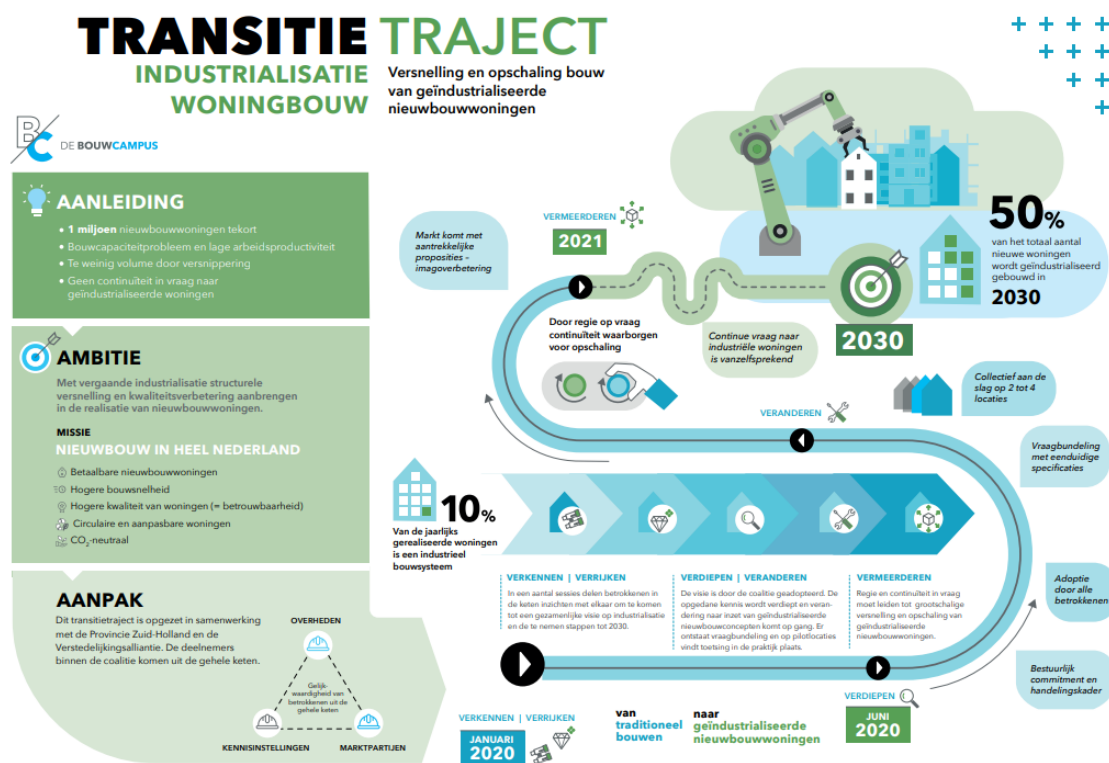 TRANSITIE TRAJECT
INDUSTRIALISATIE
WONINGBOUW
Versnelling en opschaling bouw
van geïndustrialiseerde
nieuwbouwwoningen
BC DE BOUWCAMPUS
AANLEIDING
• 1 miljoen nieuwbouwwoningen tekort
• Bouwcapaciteitprobleem en lage arbeidsproductiviteit
• Te weinig volume door versnippering
• Geen continuïteit in vraag naar
geïndustrialiseerde woningen
AMBITIE
Met vergaande industrialisatie structurele
versnelling en kwaliteitsverbetering aanbrengen
in de realisatie van nieuwbouwwoningen.
MISSIE
NIEUWBOUW IN HEEL NEDERLAND
Betaalbare nieuwbouwwoningen
Hogere bouwsnelheid
Hogere kwaliteit van woningen (= betrouwbaarheid)
Circulaire en aanpasbare woningen
CO₂-neutraal
AANPAK
Dit transitietraject is opgezet in samenwerking
met de Provincie Zuid-Holland en de
Verstedelijkingsalliantie. De deelnemers
binnen de coalitie komen uit de gehele keten.
OVERHEDEN
Gelijk-
waardigheid van
betrokkenen uit de
gehele keten.
KENNISINSTELLINGEN
MARKTPARTIJEN
Markt komt met
aantrekkelijke
proposities –
imagoverbetering
VERMEERDEREN
2021
50%
van het totaal aantal
nieuwe woningen
wordt geïndustrialiseerd
gebouwd in
2030
2030
Door regie op vraag
continuïteit waarborgen
voor opschaling
Continue vraag naar
industriële woningen
is vanzelfsprekend
Collectief aan de
slag op 2 tot 4
locaties
VERANDEREN
Vraagbundeling
met eenduidige
specificaties
10%
Van de jaarlijks
gerealiseerde woningen
is een industrieel
bouwsysteem
VERKENNEN | VERRIJKEN
In een aantal sessies delen betrokkenen in
de keten inzichten met elkaar om te komen
tot een gezamenlijke visie op industrialisatie
en de te nemen stappen tot 2030.
VERDIEPEN | VERANDEREN
De visie is door de coalitie geadopteerd. De
opgedane kennis wordt verdiept en veran-
dering naar inzet van geïndustrialiseerde
nieuwbouwconcepten komt op gang. Er
ontstaat vraagbundeling en op pilotlocaties
vindt toetsing in de praktijk plaats.
VERMEERDEREN
Regie en continuïteit in vraag
moet leiden tot grootschalige
versnelling en opschaling van
geïndustrialiseerde
nieuwbouwwoningen.
Adoptie
door alle
betrokkenen
Bestuurlijk
commitment en
handelingskader
VERKENNEN | VERRIJKEN
JANUARI
2020
van
traditioneel
bouwen
naar
geïndustrialiseerde
nieuwbouwwoningen
VERDIEPEN
JUNI
2020